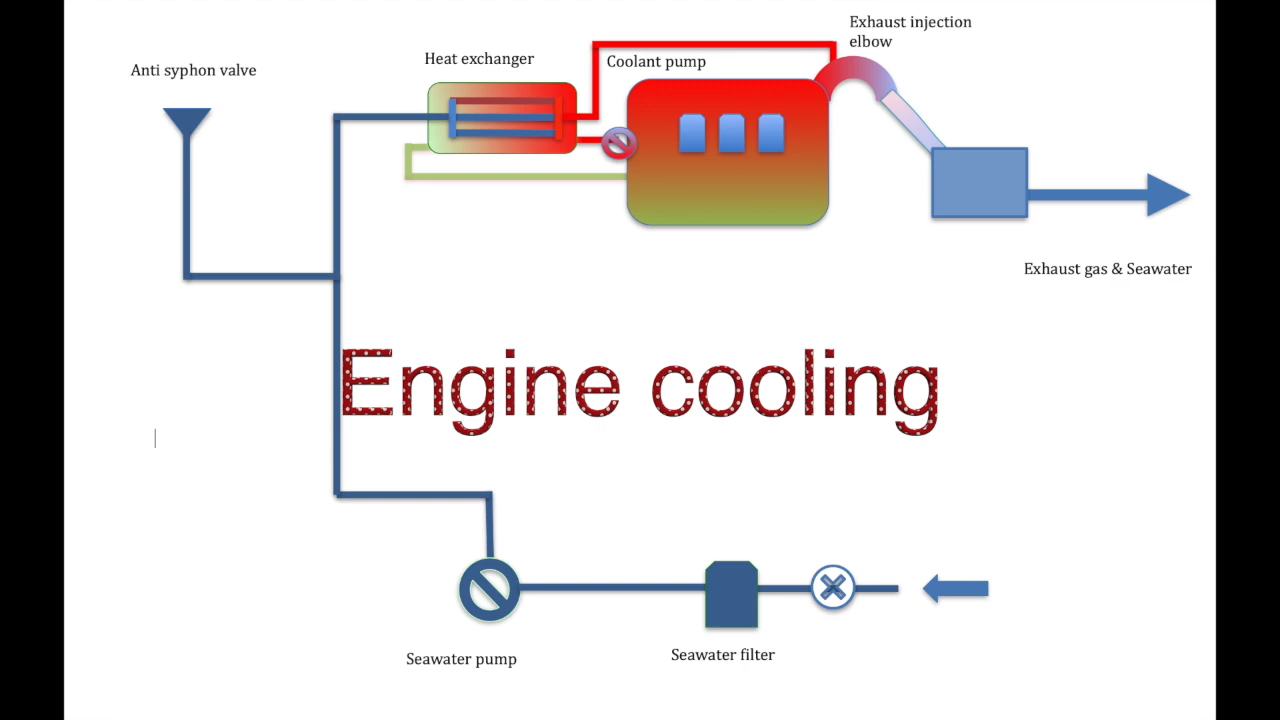 Exhaust injection
elbow
Heat exchanger
Coolant pump
Anti syphon valve
Exhaust gas & Seawater
Engine cooling
Seawater pump
Seawater filter